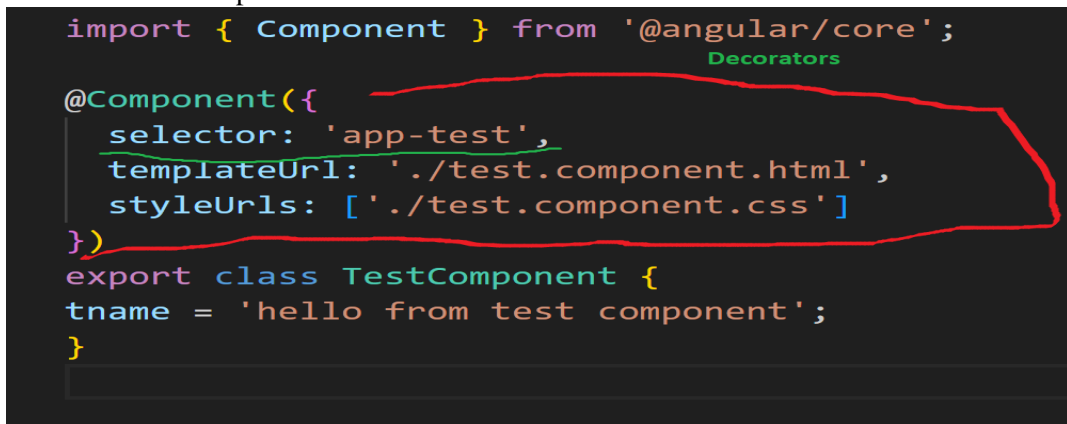 import { Component } from '@angular/core';
Decorators
@Component({
selector: 'app-test',
templateUrl: './test.component.html',
styleUrls: ['./test.component.css']
})
export class TestComponent {
tname = 'hello from test component';
}